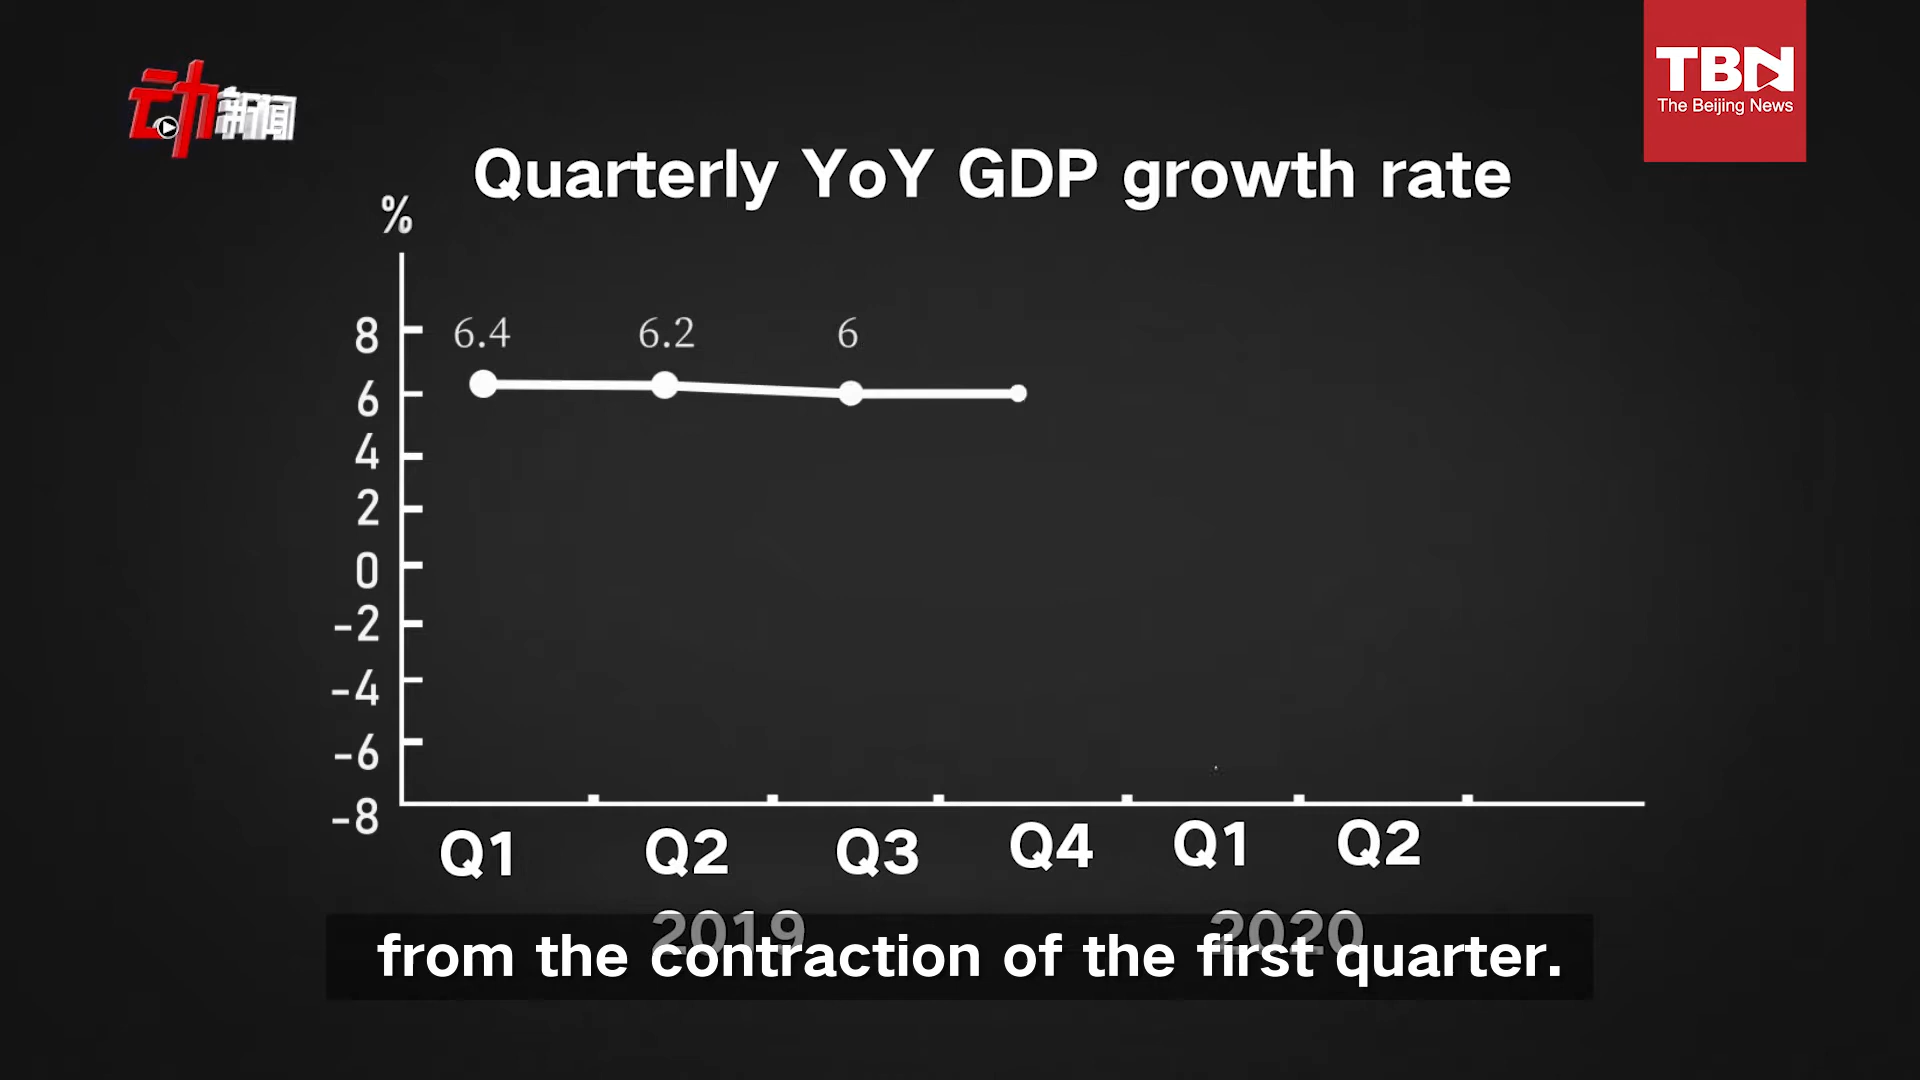 动新闻
TBN
The Beijing News
Quarterly YoY GDP growth rate
%
8
6
4
2
0
-2
-4
-6
-8
6.4
6.2
6
Q1
Q2
Q3
Q4
Q1
Q2
2019
2020
from the contraction of the first quarter.